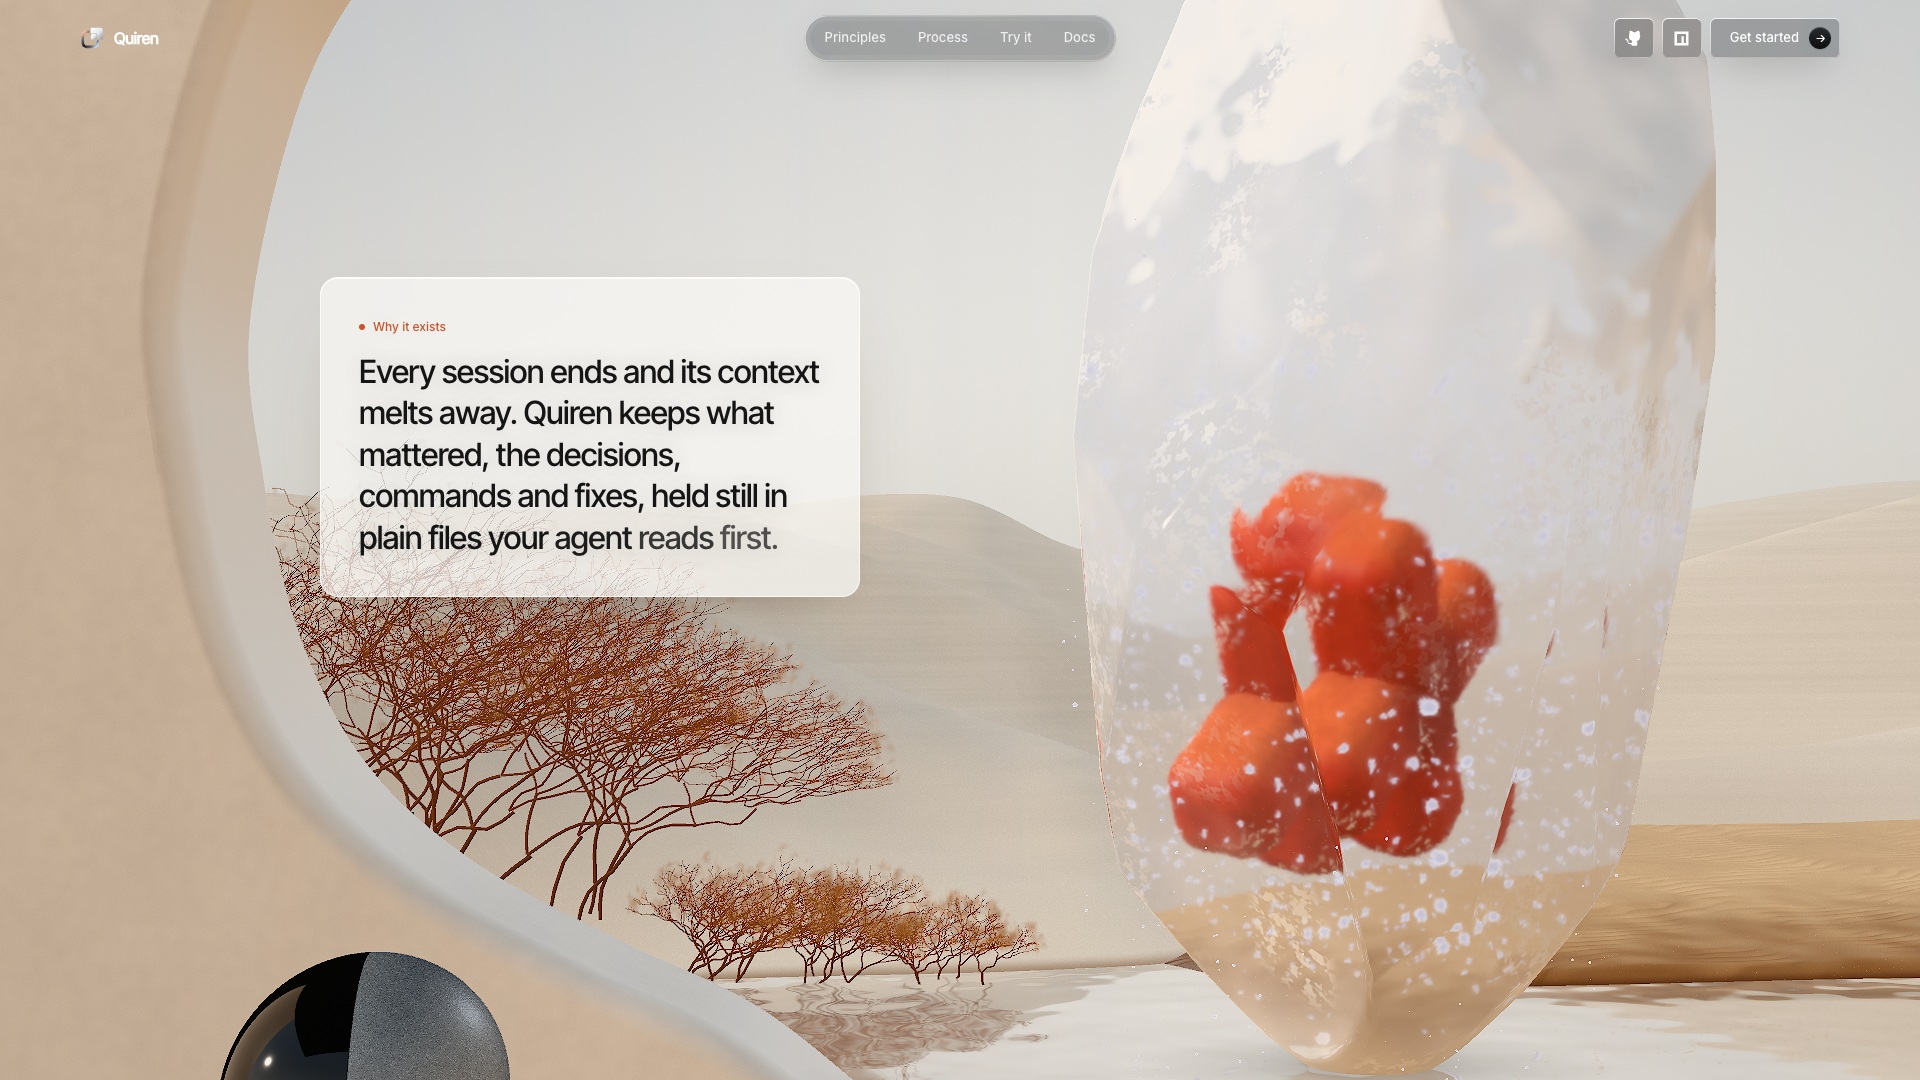 Quiren
Principles
Process
Try it
Docs
Get started
Why it exists
Every session ends and its context
melts away. Quiren keeps what
mattered, the decisions,
commands and fixes, held still in
plain files your agent reads first.